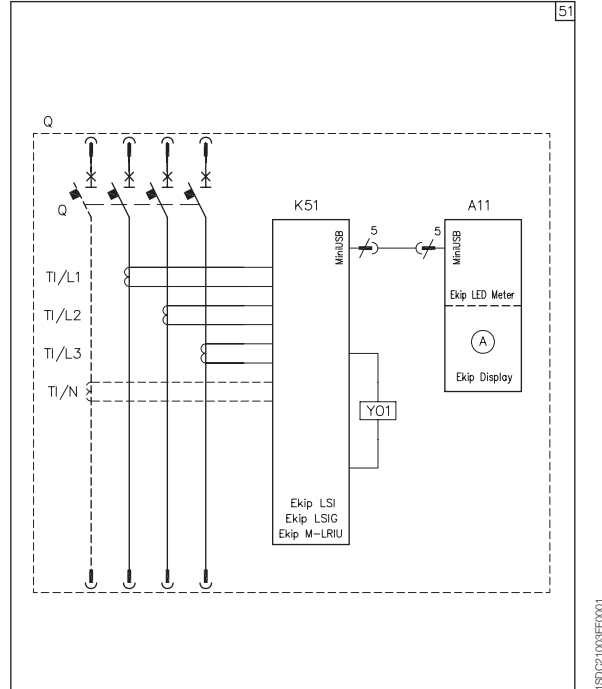 51
Q
Q
K51
A11
MiniUSB
5
5
MiniUSB
TI/L1
Ekip LED Meter
TI/L2
A
TI/L3
Ekip Display
TI/N
YO1
Ekip LSI
Ekip LSIG
Ekip M-LRIU
1SDC21003FF0001